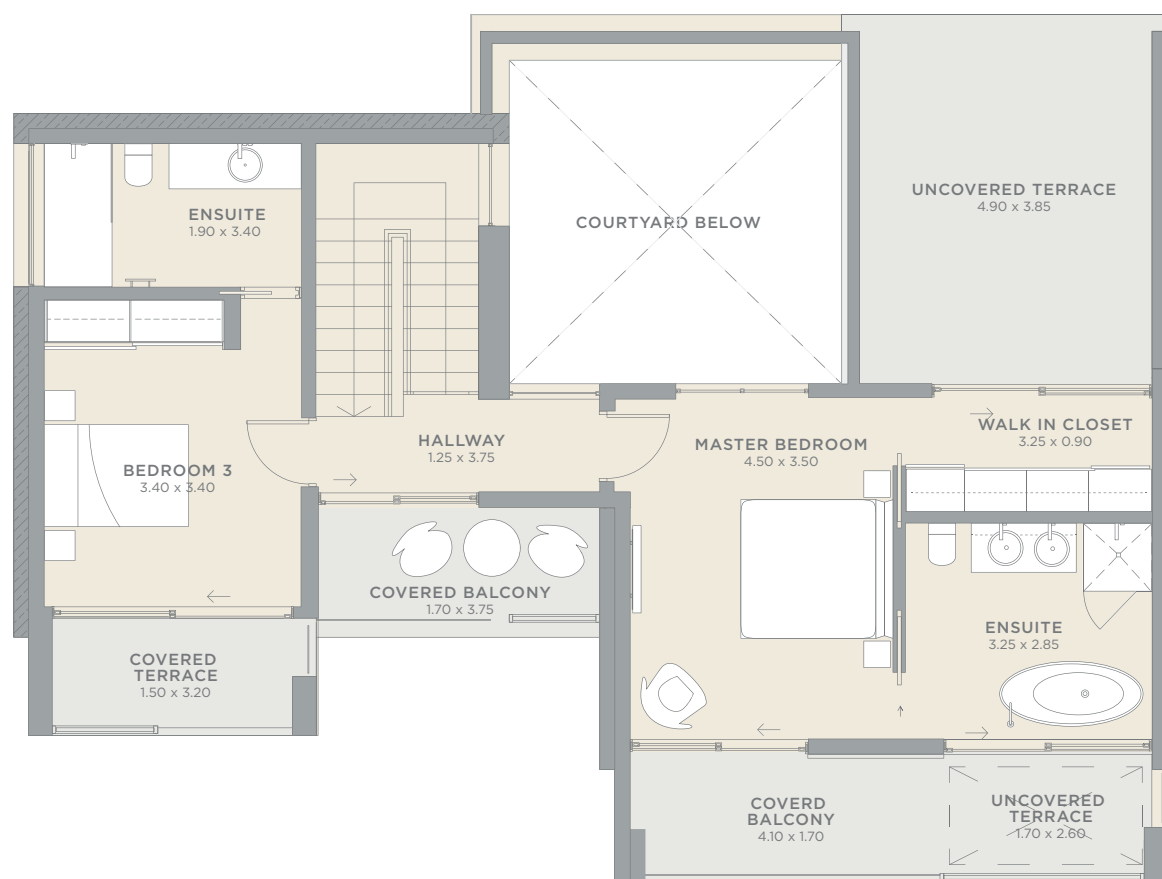 UNCOVERED TERRACE
4.90 x 3.85
ENSUITE
1.90 x 3.40
COURTYARD BELOW
WALK IN CLOSET
3.25 x 0.90
HALLWAY
1.25 x 3.75
MASTER BEDROOM
4.50 x 3.50
BEDROOM 3
3.40 x 3.40
COVERED BALCONY
1.70 x 3.75
ENSUITE
3.25 x 2.85
COVERED
TERRACE
1.50 x 3.20
COVERD
BALCONY
4.10 x 1.70
UNCOVERED
TERRACE
1.70 x 2.60